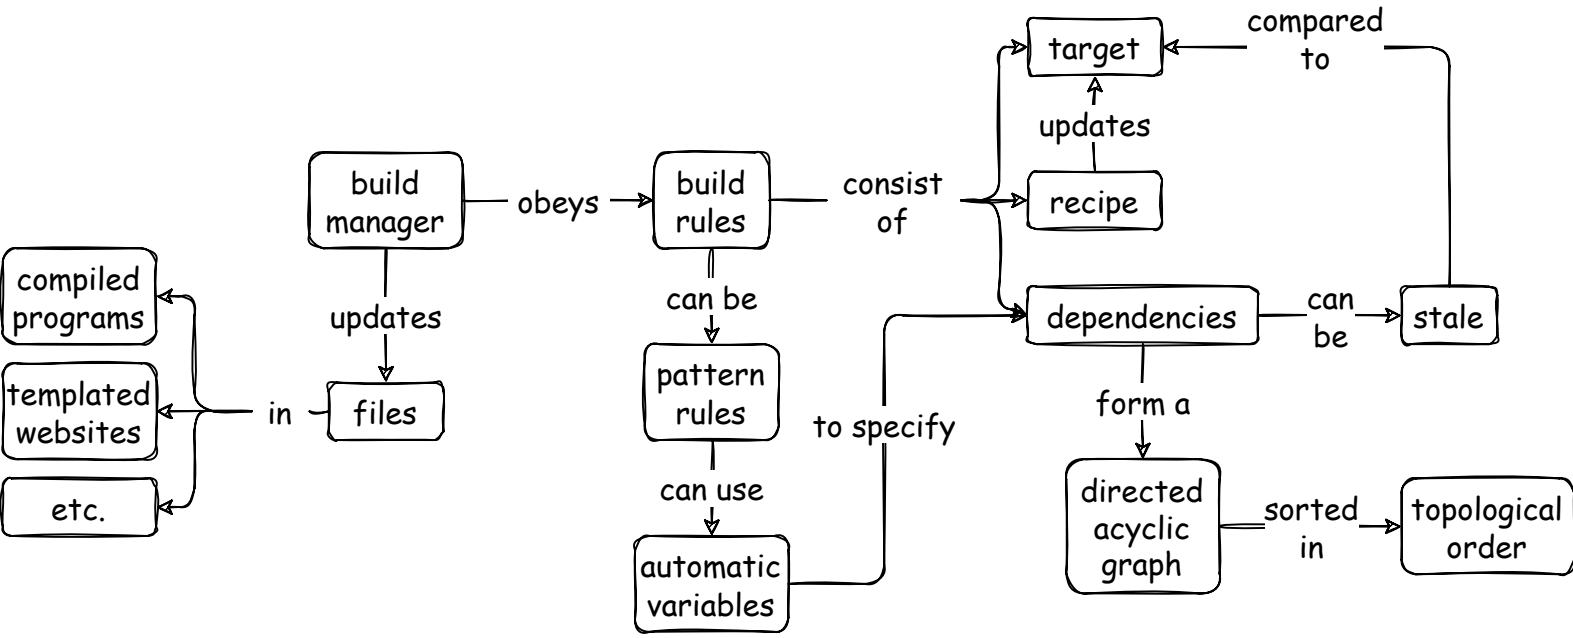 compared
to
target
updates
build
manager
obeys
build
rules
consist
of
recipe
compiled
programs
updates
can be
dependencies
can
be
stale
templated
websites
in
files
pattern
rules
to specify
form a
etc.
can use
directed
acyclic
graph
sorted
in
topological
order
automatic
variables